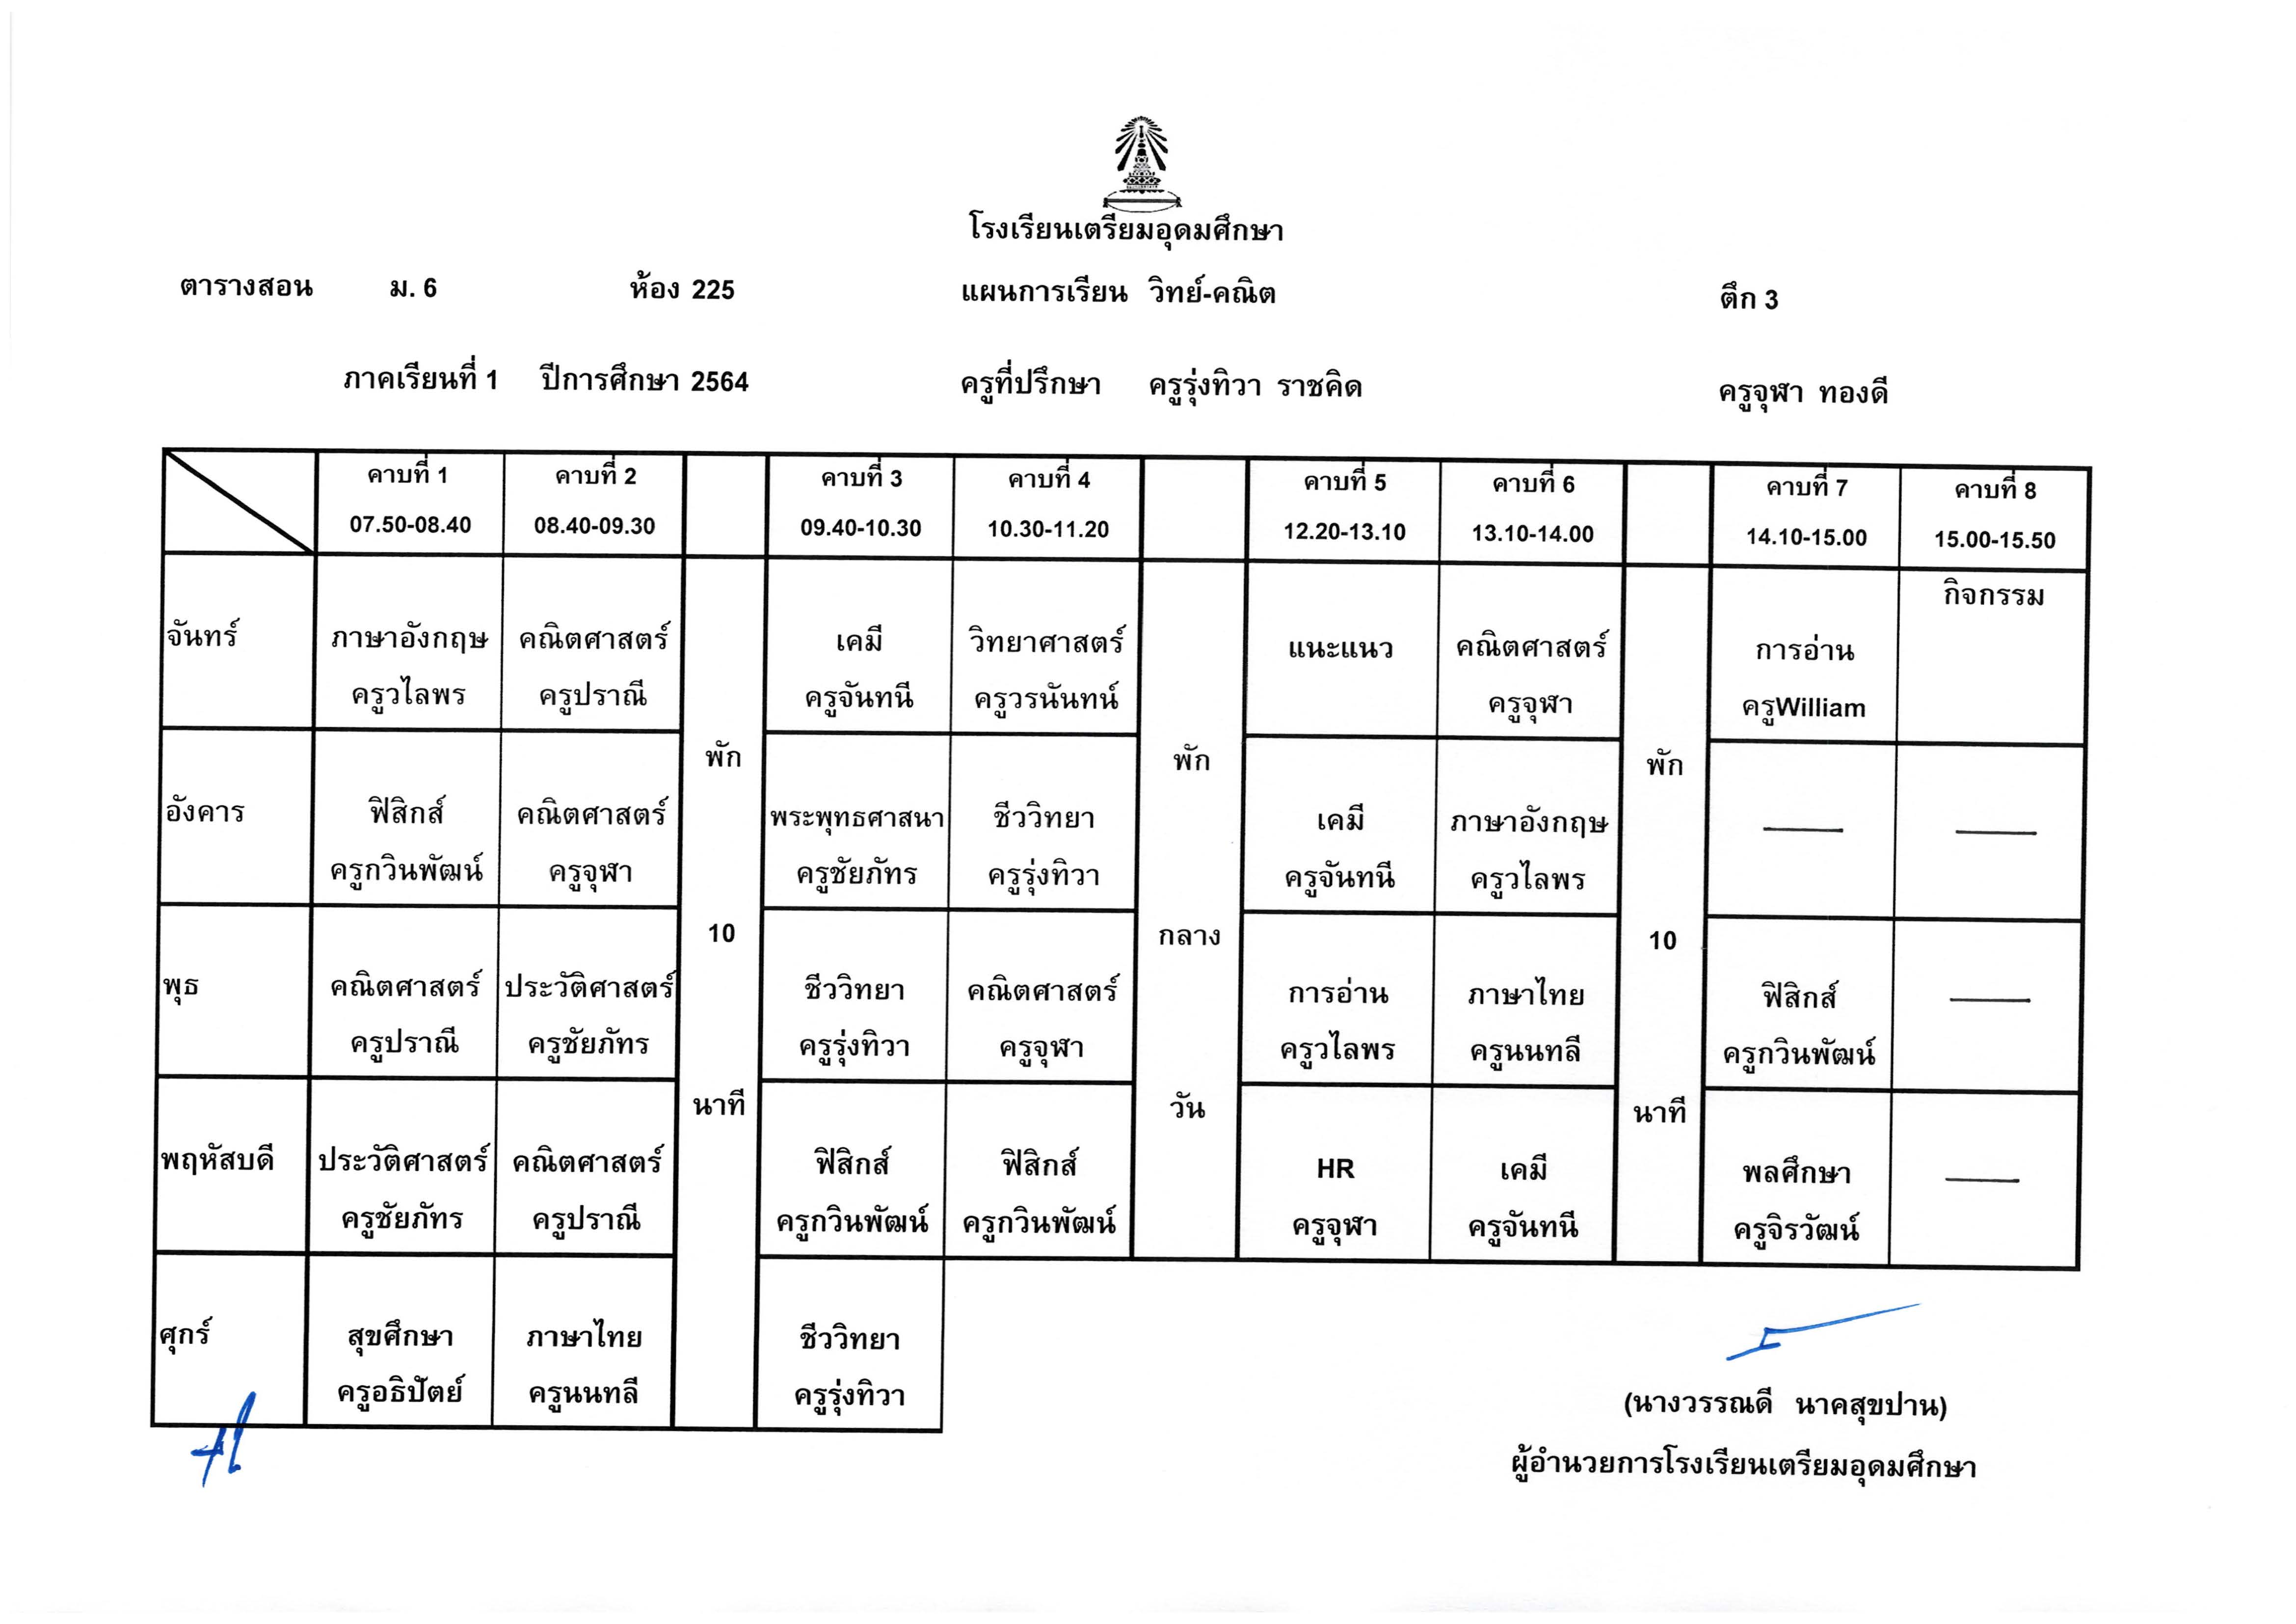 โรงเรียนเตรียมอุดมศึกษา
ตารางสอน ม. 6 ห้อง 225 แผนการเรียน วิทย์-คณิต ตึก 3
ภาคเรียนที่ 1 ปีการศึกษา 2564 ครูที่ปรึกษา ครูรุ่งทิวา ราชคิด ครูจุฬา ทองดี
คาบที่ 1 คาบที่ 2 คาบที่ 3 คาบที่ 4 คาบที่ 5 คาบที่ 6 คาบที่ 7 คาบที่ 8
07.50-08.40 08.40-09.30 09.40-10.30 10.30-11.20 12.20-13.10 13.10-14.00 14.10-15.00 15.00-15.50
จันทร์ ภาษาอังกฤษ คณิตศาสตร์ เคมี วิทยาศาสตร์ แนะแนว คณิตศาสตร์ การอ่าน กิจกรรม
ครูวไลพร ครูปราณี ครูจันทนี ครูวรนันทน์ ครูจุฬา ครูWilliam
พัก พัก พัก
อังคาร ฟิสิกส์ คณิตศาสตร์ พระพุทธศาสนา ชีววิทยา เคมี ภาษาอังกฤษ
ครูกวินพัฒน์ ครูจุฬา ครูชัยภัทร ครูรุ่งทิวา ครูจันทนี ครูวไลพร
10 กลาง 10
พุธ คณิตศาสตร์ ประวัติศาสตร์ ชีววิทยา คณิตศาสตร์ การอ่าน ภาษาไทย ฟิสิกส์
ครูปราณี ครูชัยภัทร ครูรุ่งทิวา ครูจุฬา ครูวไลพร ครูนนทลี ครูกวินพัฒน์
นาที วัน นาที
พฤหัสบดี ประวัติศาสตร์ คณิตศาสตร์ ฟิสิกส์ ฟิสิกส์ HR เคมี พลศึกษา
ครูชัยภัทร ครูปราณี ครูกวินพัฒน์ ครูกวินพัฒน์ ครูจุฬา ครูจันทนี ครูจิรวัฒน์
ศุกร์ สุขศึกษา ภาษาไทย ชีววิทยา
ครูอธิปัตย์ ครูนนทลี ครูรุ่งทิวา
(นางวรรณดี นาคสุขปาน)
ผู้อำนวยการโรงเรียนเตรียมอุดมศึกษา